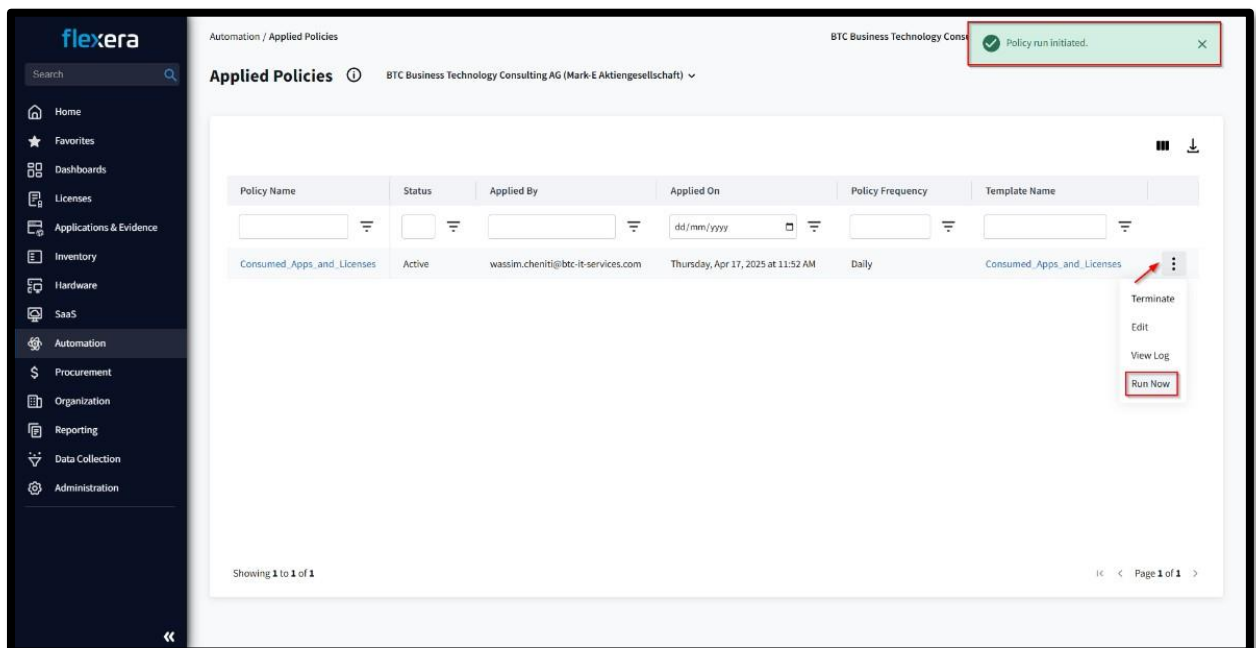 flexera
Search
Home
Favorites
Dashboards
Licenses
Applications & Evidence
Inventory
Hardware
SaaS
Automation
Procurement
Organization
Reporting
Data Collection
Administration
Automation / Applied Policies
BTC Business Technology Cons
Policy run initiated.
Applied Policies
BTC Business Technology Consulting AG (Mark-E Aktiengesellschaft)
Policy Name Status Applied By Applied On Policy Frequency Template Name
dd/mm/yyyy
Consumed_Apps_and_Licenses Active wassim.cheniti@btc-it-services.com Thursday, Apr 17, 2025 at 11:52 AM Daily Consumed_Apps_and_Licenses
Terminate
Edit
View Log
Run Now
Showing 1 to 1 of 1
Page 1 of 1